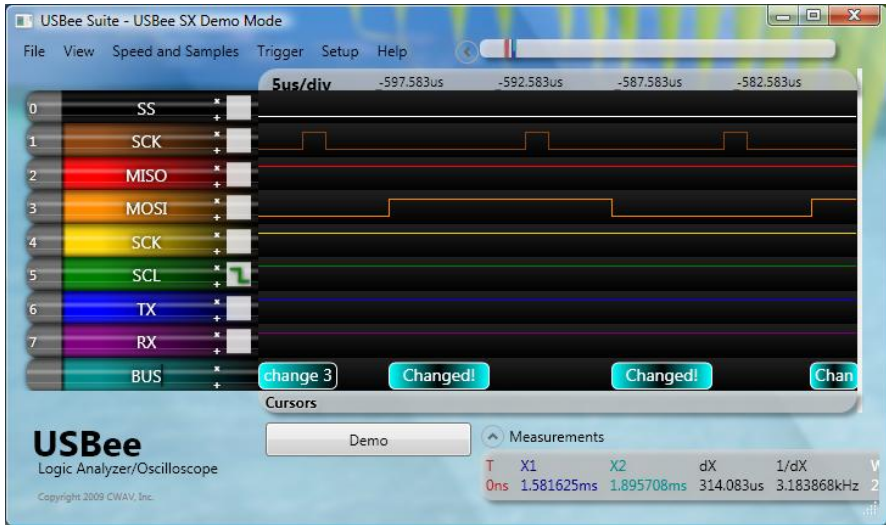 USBee Suite - USBee SX Demo Mode
File View Speed and Samples Trigger Setup Help
5us/div -597.583us -592.583us -587.583us -582.583us
0 SS
1 SCK
2 MISO
3 MOSI
4 SCK
5 SCL
6 TX
7 RX
BUS change 3 Changed! Changed! Chan
Cursors
USBee
Logic Analyzer/Oscilloscope
Copyright 2009 CWAV, Inc.
Demo
Measurements
T X1 X2 dX 1/dX V
0ns 1.581625ms 1.895708ms 314.083us 3.183868kHz 2